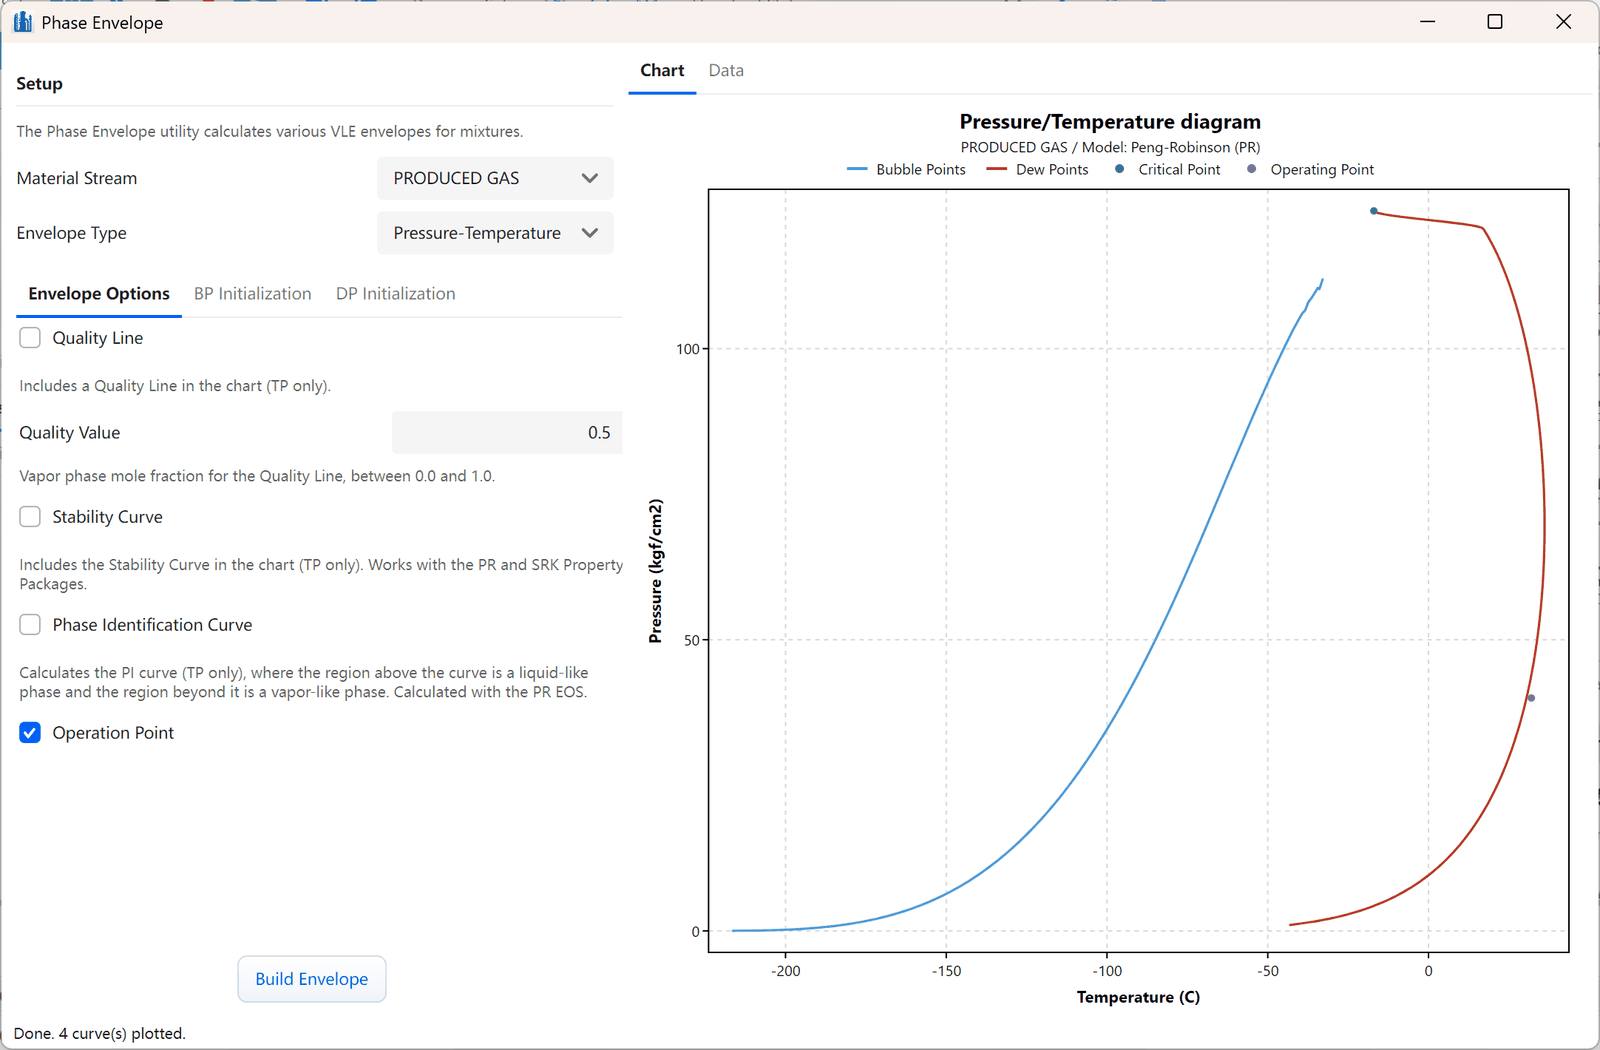 Phase Envelope
Setup
The Phase Envelope utility calculates various VLE envelopes for mixtures.
Material Stream
PRODUCED GAS
Envelope Type
Pressure-Temperature
Envelope Options
BP Initialization
DP Initialization
Quality Line
Includes a Quality Line in the chart (TP only).
Quality Value
0.5
Vapor phase mole fraction for the Quality Line, between 0.0 and 1.0.
Stability Curve
Includes the Stability Curve in the chart (TP only). Works with the PR and SRK Property
Packages.
Phase Identification Curve
Calculates the PI curve (TP only), where the region above the curve is a liquid-like
phase and the region beyond it is a vapor-like phase. Calculated with the PR EOS.
Operation Point
Build Envelope
Done. 4 curve(s) plotted.
Chart
Data
Pressure/Temperature diagram
PRODUCED GAS / Model: Peng-Robinson (PR)
Bubble Points
Dew Points
Critical Point
Operating Point
Pressure (kgf/cm2)
100
50
0
-200
-150
-100
-50
0
Temperature (C)